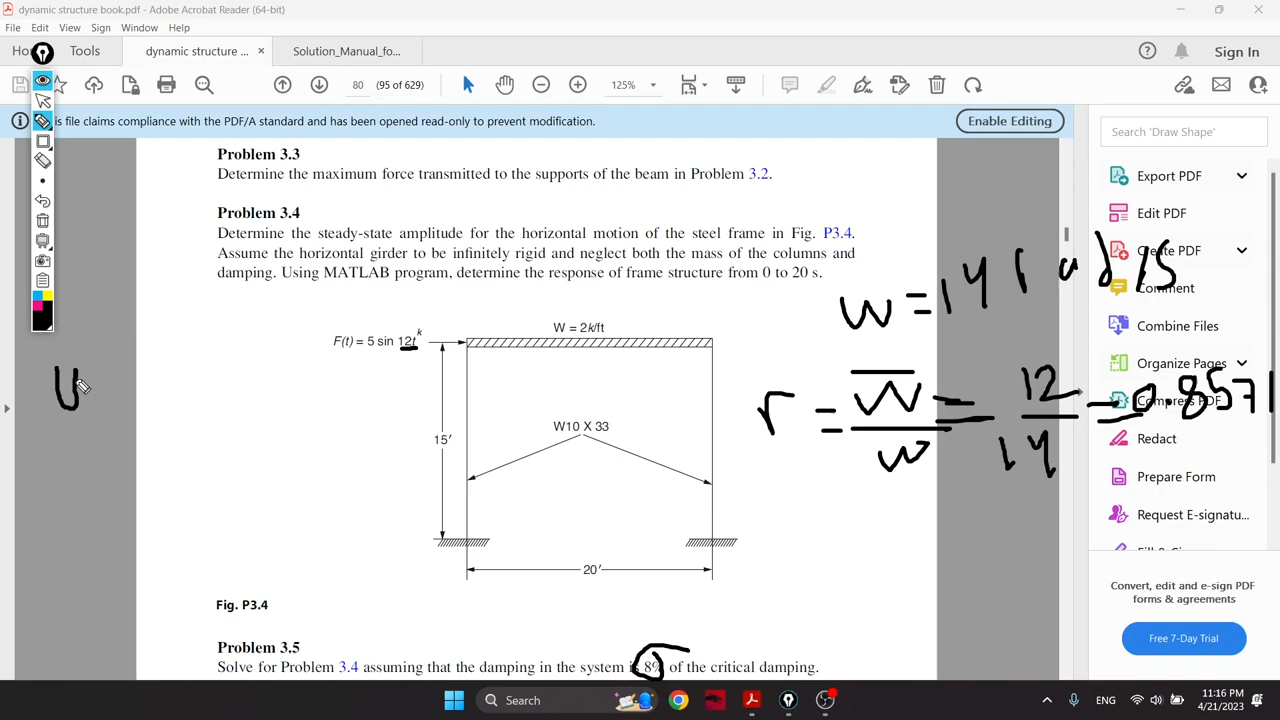 dynamic structure book.pdf - Adobe Acrobat Reader (64-bit)
File Edit View Sign Window Help
Tools dynamic structure ... × Solution_Manual_fo... Sign In
80 (95 of 629) 125%
is file claims compliance with the PDF/A standard and has been opened read-only to prevent modification. Enable Editing
Search 'Draw Shape'
Export PDF
Edit PDF
Create PDF
Comment
Combine Files
Organize Pages
Compress PDF
Redact
Prepare Form
Request E-signatu...
Convert, edit and e-sign PDF
forms & agreements
Free 7-Day Trial
Problem 3.3
Determine the maximum force transmitted to the supports of the beam in Problem 3.2.
Problem 3.4
Determine the steady-state amplitude for the horizontal motion of the steel frame in Fig. P3.4.
Assume the horizontal girder to be infinitely rigid and neglect both the mass of the columns and
damping. Using MATLAB program, determine the response of frame structure from 0 to 20 s.
w = 14 rad/s
W = 2k/ft
F(t) = 5 sin 12t k
r = w̅/w = 12/14 = 0.8571
U
15'
W10 X 33
20'
Fig. P3.4
Problem 3.5
Solve for Problem 3.4 assuming that the damping in the system is 8% of the critical damping.
Search
ENG
11:16 PM
4/21/2023